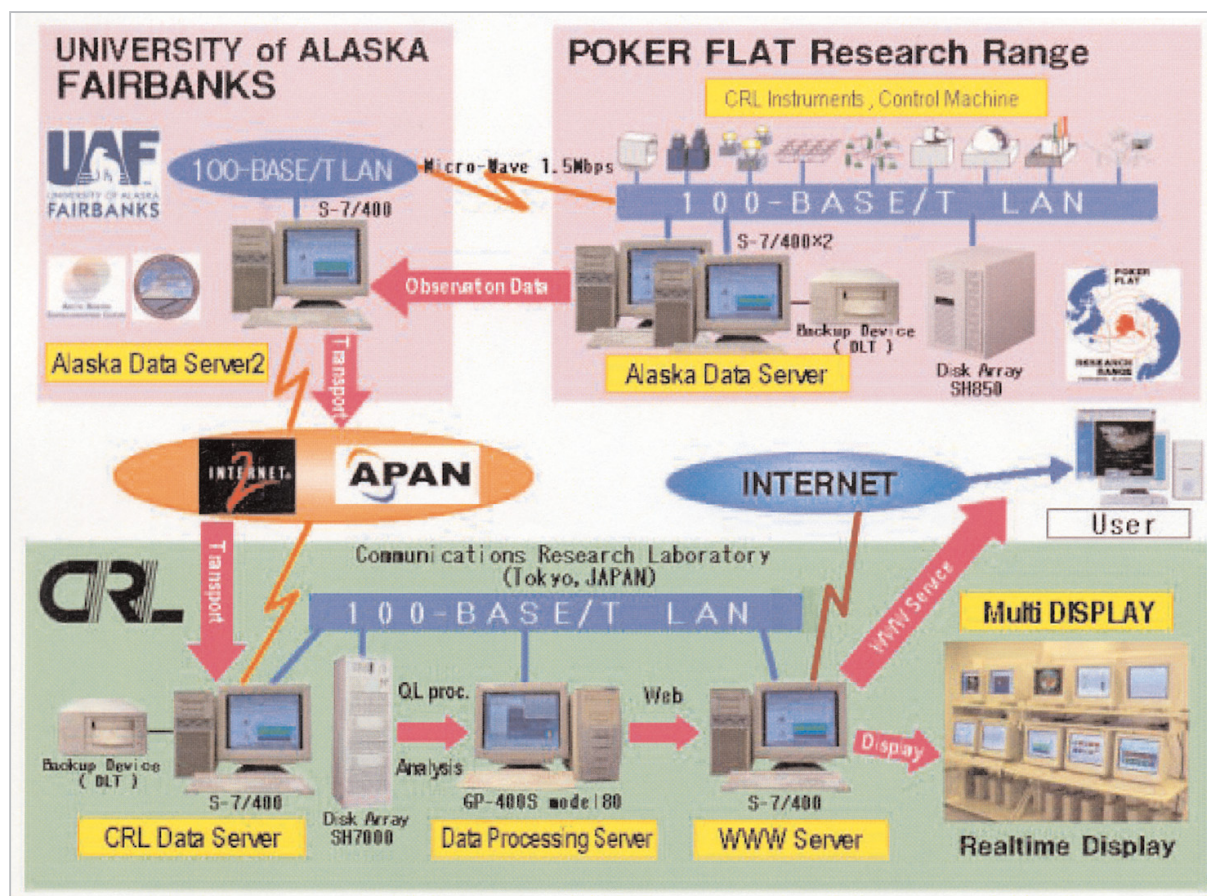 UNIVERSITY of ALASKA
FAIRBANKS
UAF
UNIVERSITY OF ALASKA
FAIRBANKS
100-BASE/T LAN
S-7/400
Alaska Data Server2
Micro-Wave 1.5Mbps
POKER FLAT Research Range
CRL Instruments , Control Machine
100-BASE/T LAN
S-7/400×2
Observation Data
Backup Device
( DLT )
Alaska Data Server
Disk Array
SH850
POKER
FLAT
RESEARCH
RANGE
Transport
INTERNET
2
APAN
INTERNET
User
Transport
CRL
Communications Research Laboratory
(Tokyo,JAPAN)
100-BASE/T LAN
WWW Service
Multi DISPLAY
Backup Device
( DLT )
S-7/400
CRL Data Server
Disk Array
SH7000
QL proc.
Analysis
GP-400S model80
Data Processing Server
Web
S-7/400
WWW Server
Display
Realtime Display